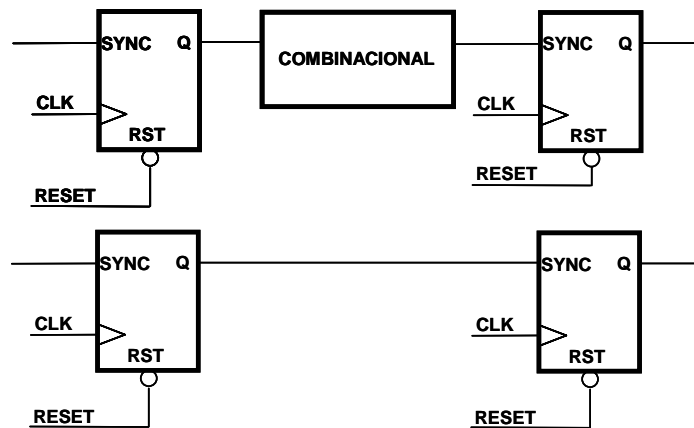 SYNC Q COMBINACIONAL SYNC Q
CLK CLK
RST RST
RESET RESET
SYNC Q SYNC Q
CLK CLK
RST RST
RESET RESET